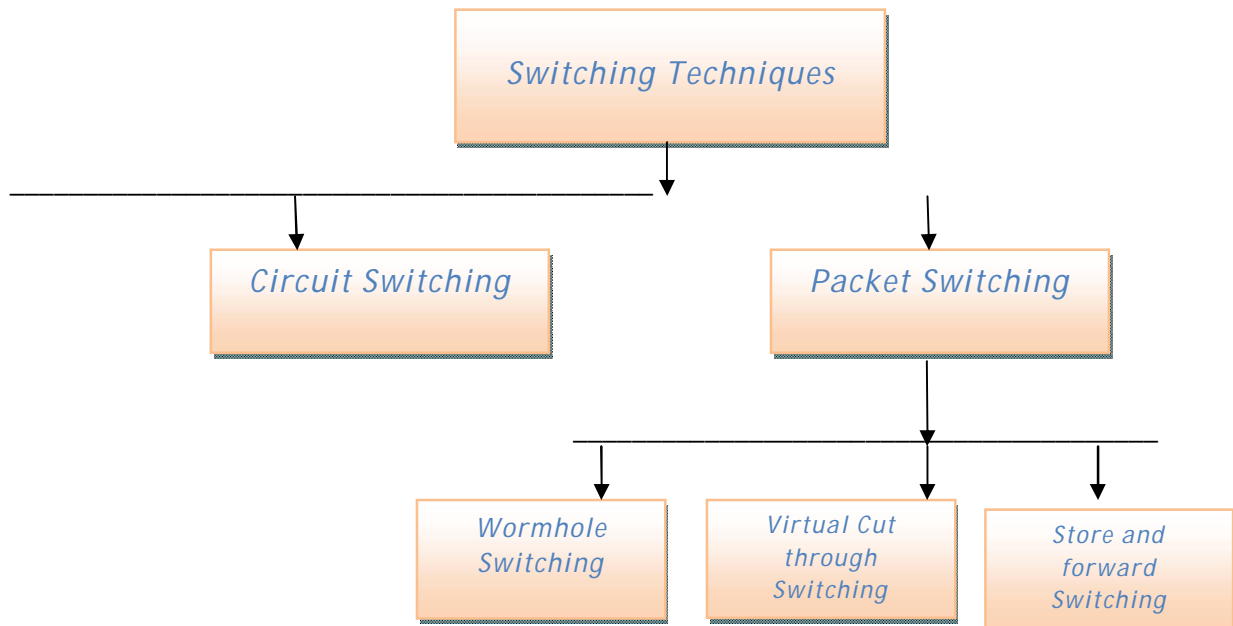 Switching Techniques
Circuit Switching
Packet Switching
Wormhole
Switching
Virtual Cut
through
Switching
Store and
forward
Switching